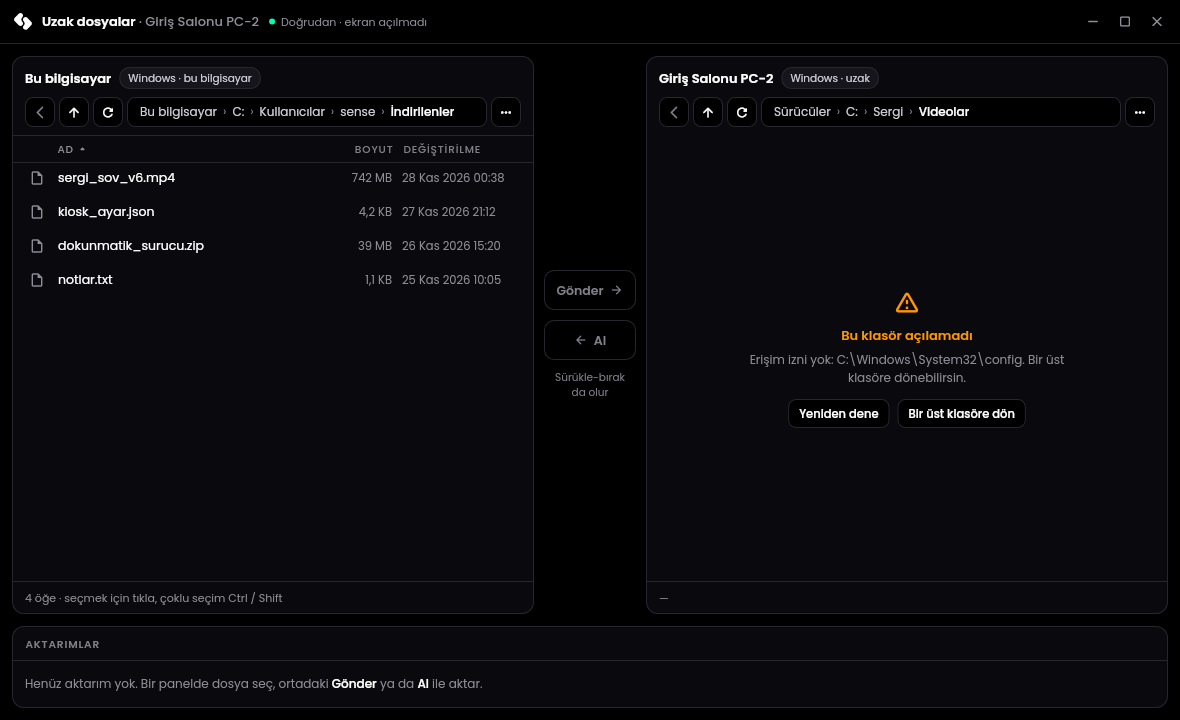 Uzak dosyalar · Giriş Salonu PC-2 Doğrudan · ekran açılmadı
Bu bilgisayar Windows · bu bilgisayar
Bu bilgisayar › C: › Kullanıcılar › sense › İndirilenler
AD BOYUT DEĞİŞTİRİLME
sergi_sov_v6.mp4 742 MB 28 Kas 2026 00:38
kiosk_ayar.json 4,2 KB 27 Kas 2026 21:12
dokunmatik_surucu.zip 39 MB 26 Kas 2026 15:20
notlar.txt 1,1 KB 25 Kas 2026 10:05
4 öğe · seçmek için tıkla, çoklu seçim Ctrl / Shift
Gönder →
← Al
Sürükle-bırak
da olur
Giriş Salonu PC-2 Windows · uzak
Sürücüler › C: › Sergi › Videolar
Bu klasör açılamadı
Erişim izni yok: C:\Windows\System32\config. Bir üst
klasöre dönebilirsin.
Yeniden dene Bir üst klasöre dön
—
AKTARIMLAR
Henüz aktarım yok. Bir panelde dosya seç, ortadaki Gönder ya da Al ile aktar.